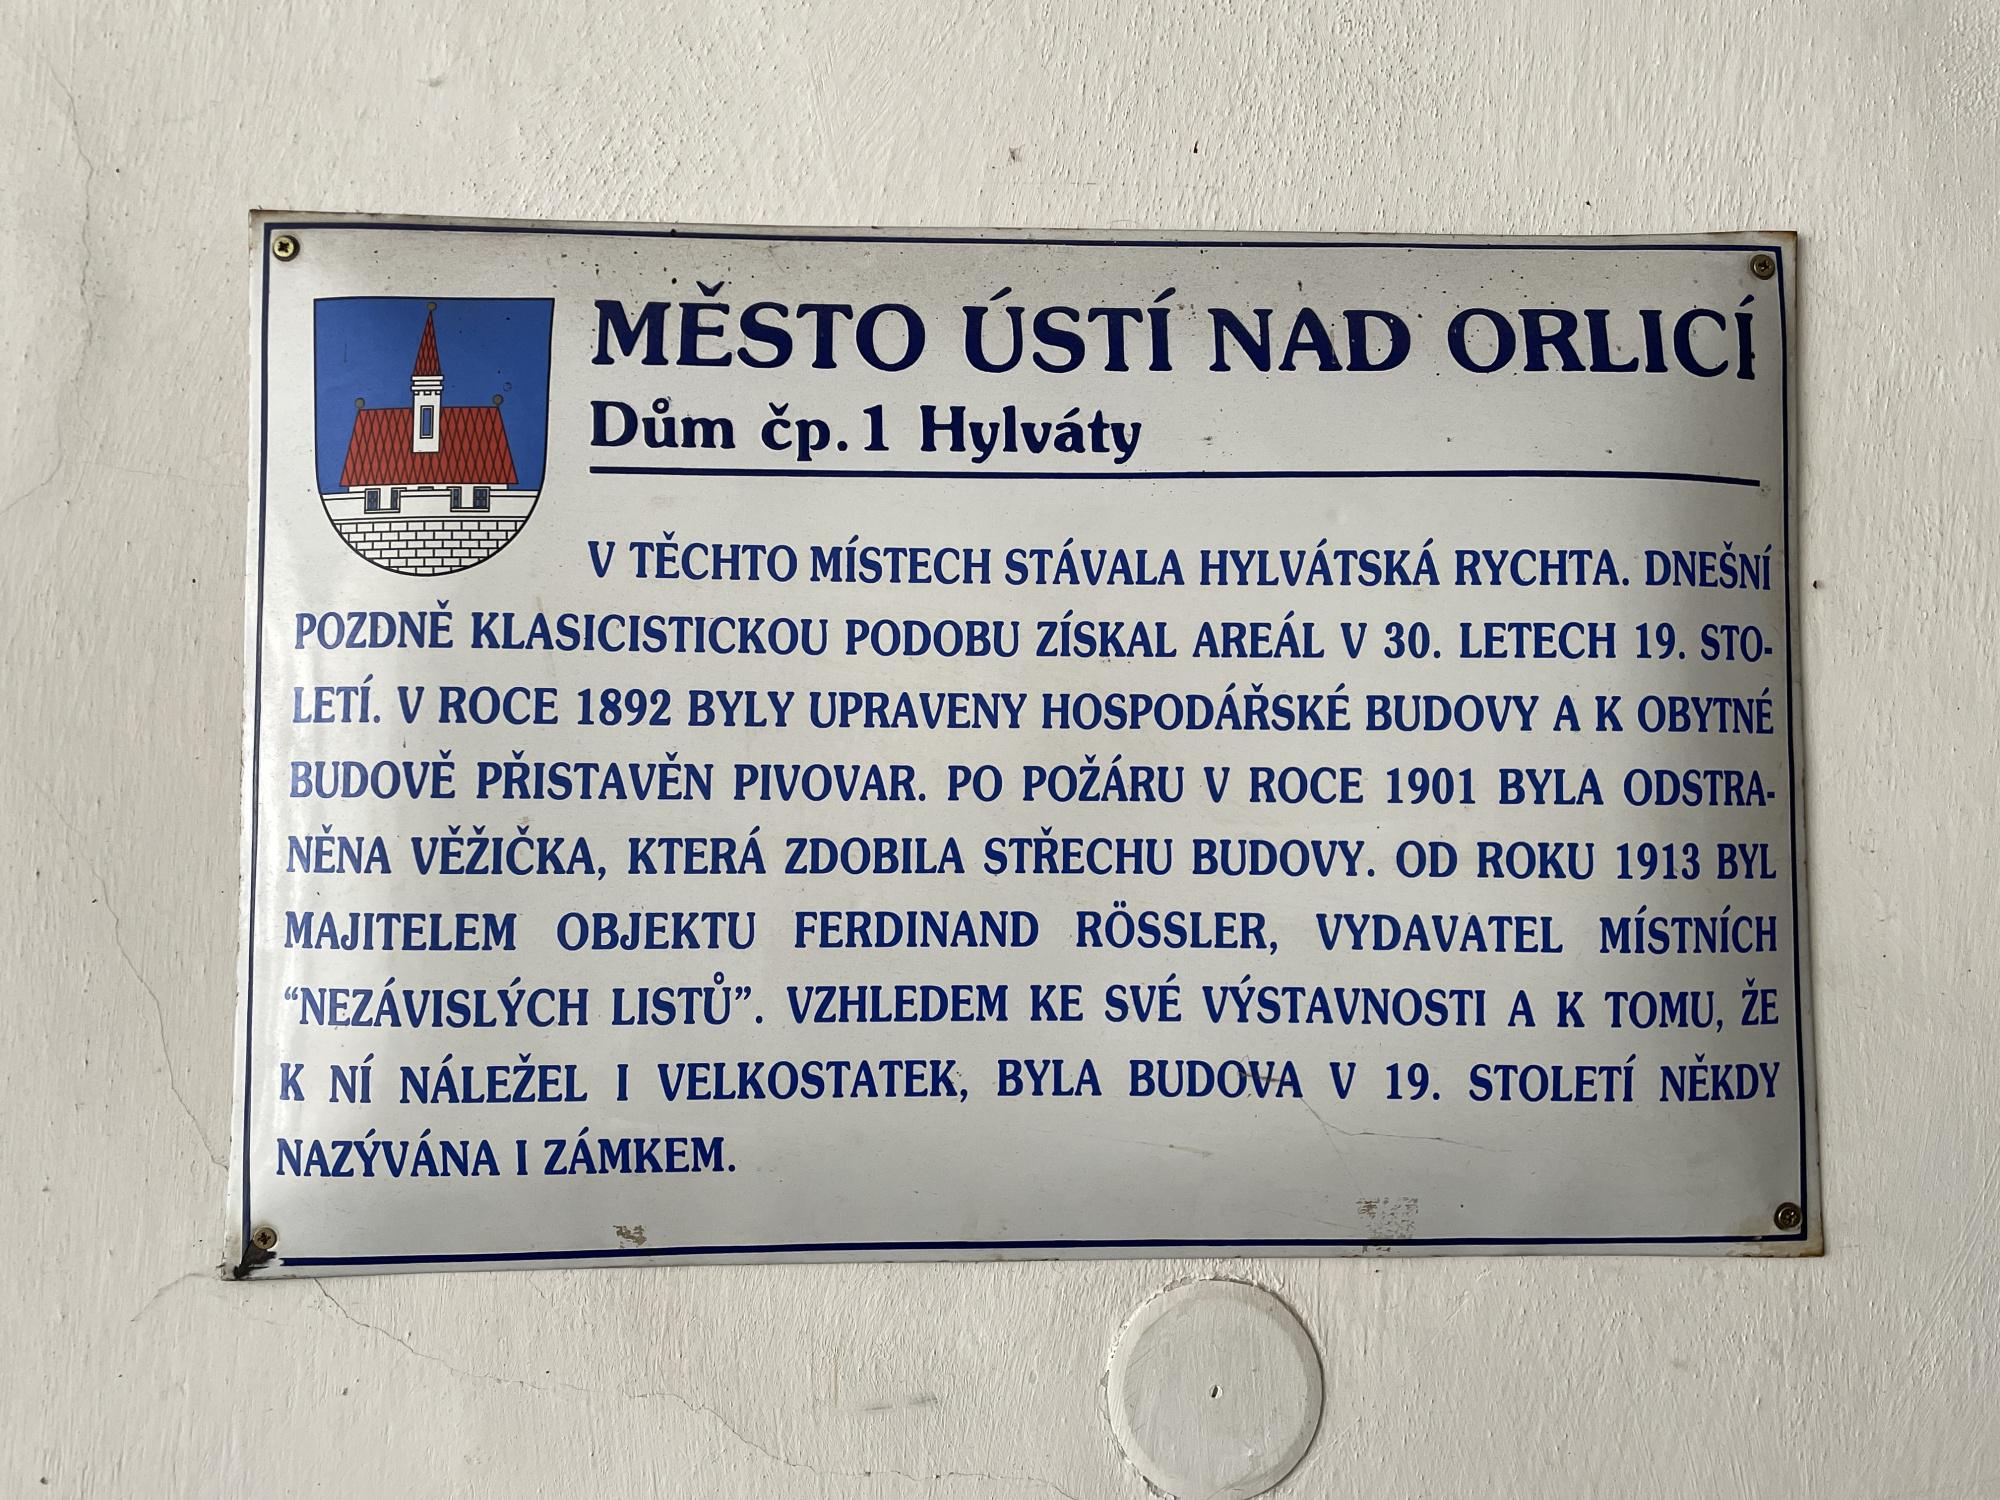 MĚSTO ÚSTÍ NAD ORLICÍ
Dům čp. 1 Hylváty
V TĚCHTO MÍSTECH STÁVALA HYLVÁTSKÁ RYCHTA. DNEŠNÍ
POZDNĚ KLASICISTICKOU PODOBU ZÍSKAL AREÁL V 30. LETECH 19. STO-
LETÍ. V ROCE 1892 BYLY UPRAVENY HOSPODÁŘSKÉ BUDOVY A K OBYTNÉ
BUDOVĚ PŘISTAVĚN PIVOVAR. PO POŽÁRU V ROCE 1901 BYLA ODSTRA-
NĚNA VĚŽIČKA, KTERÁ ZDOBILA STŘECHU BUDOVY. OD ROKU 1913 BYL
MAJITELEM OBJEKTU FERDINAND RÖSSLER, VYDAVATEL MÍSTNÍCH
“NEZÁVISLÝCH LISTŮ”. VZHLEDEM KE SVÉ VÝSTAVNOSTI A K TOMU, ŽE
K NÍ NÁLEŽEL I VELKOSTATEK, BYLA BUDOVA V 19. STOLETÍ NĚKDY
NAZÝVÁNA I ZÁMKEM.